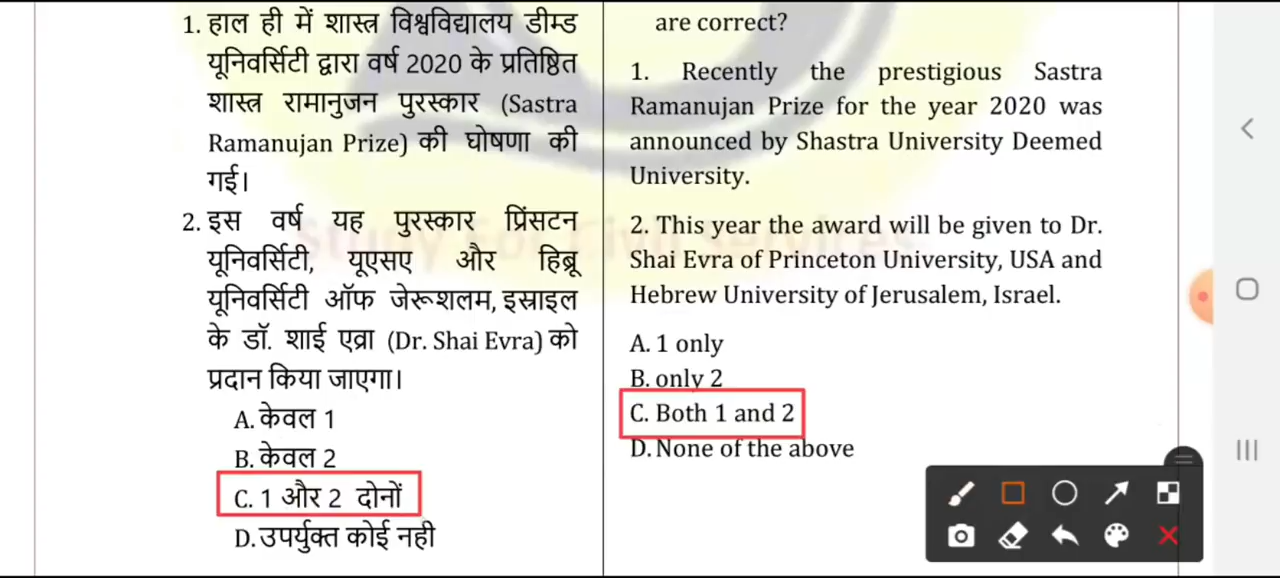 1. हाल ही में शास्त्र विश्वविद्यालय डीम्ड
यूनिवर्सिटी द्वारा वर्ष 2020 के प्रतिष्ठित
शास्त्र रामानुजन पुरस्कार (Sastra
Ramanujan Prize) की घोषणा की
गई।
2. इस वर्ष यह पुरस्कार प्रिंसटन
यूनिवर्सिटी, यूएसए और हिब्रू
यूनिवर्सिटी ऑफ जेरूशलम, इस्राइल
के डॉ. शाई एव्रा (Dr. Shai Evra) को
प्रदान किया जाएगा।
A. केवल 1
B. केवल 2
C. 1 और 2 दोनों
D. उपर्युक्त कोई नही
are correct?
1. Recently the prestigious Sastra
Ramanujan Prize for the year 2020 was
announced by Shastra University Deemed
University.
2. This year the award will be given to Dr.
Shai Evra of Princeton University, USA and
Hebrew University of Jerusalem, Israel.
A. 1 only
B. only 2
C. Both 1 and 2
D. None of the above
Study For Civil Services